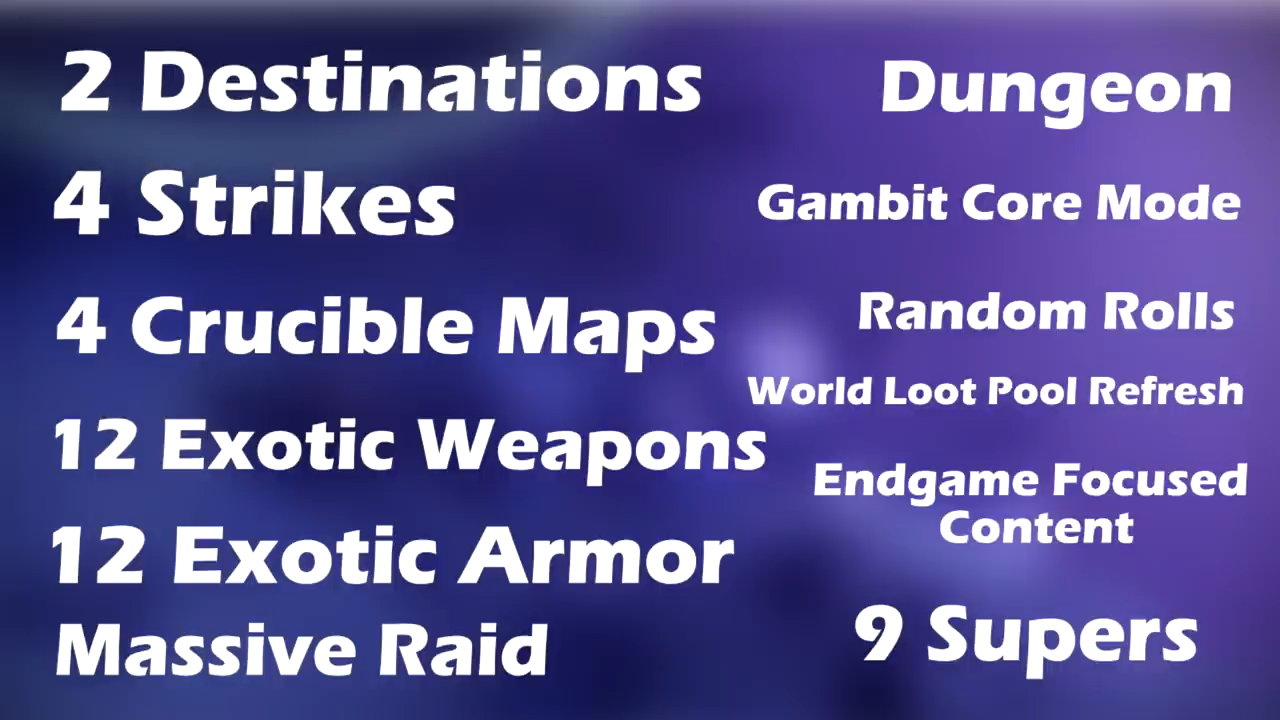 2 Destinations
4 Strikes
4 Crucible Maps
12 Exotic Weapons
12 Exotic Armor
Massive Raid
Dungeon
Gambit Core Mode
Random Rolls
World Loot Pool Refresh
Endgame Focused
Content
9 Supers